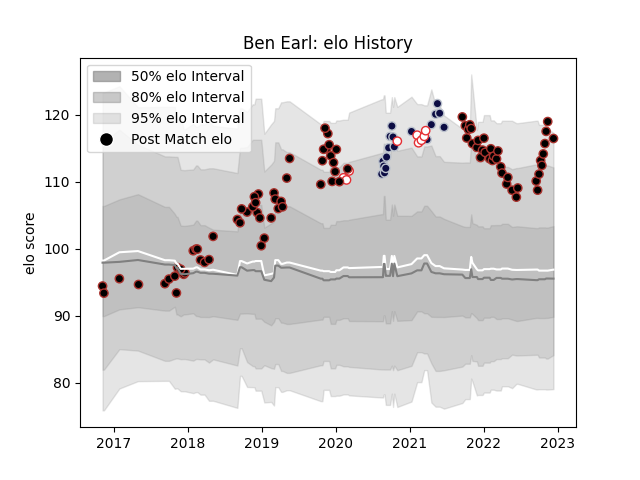 Ben Earl: elo History
50% elo Interval
80% elo Interval
95% elo Interval
Post Match elo
elo score
120
110
100
90
80
2017 2018 2019 2020 2021 2022 2023